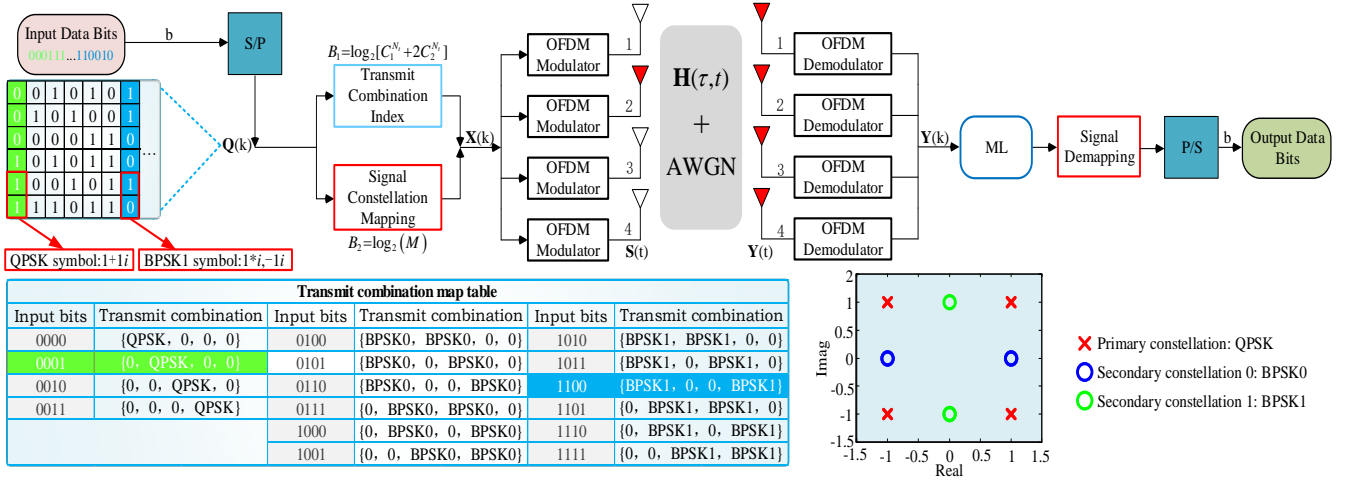 Input Data Bits
000111...110010
b
S/P
0 0 1 0 1 0 1
0 1 0 1 0 0 1
0 0 0 0 1 1 0
1 0 1 0 1 1 0
1 0 0 1 0 1 1
1 1 1 0 1 1 0
...
Q(k)
QPSK symbol:1+1i
BPSK1 symbol:1*i,-1i
B₁=log₂[C₁^{Nₜ}+2C₂^{Nₜ}]
Transmit
Combination
Index
Signal
Constellation
Mapping
B₂=log₂(M)
X(k)
OFDM
Modulator
1
OFDM
Modulator
2
OFDM
Modulator
3
OFDM
Modulator
4
S(t)
H(τ,t)
+
AWGN
1
OFDM
Demodulator
2
OFDM
Demodulator
3
OFDM
Demodulator
4
OFDM
Demodulator
Y(t)
Y(k)
ML
Signal
Demapping
P/S
b
Output Data
Bits
Transmit combination map table
Input bits Transmit combination Input bits Transmit combination Input bits Transmit combination
0000 {QPSK, 0, 0, 0} 0100 {BPSK0, BPSK0, 0, 0} 1010 {BPSK1, BPSK1, 0, 0}
0001 {0, QPSK, 0, 0} 0101 {BPSK0, 0, BPSK0, 0} 1011 {BPSK1, 0, BPSK1, 0}
0010 {0, 0, QPSK, 0} 0110 {BPSK0, 0, 0, BPSK0} 1100 {BPSK1, 0, 0, BPSK1}
0011 {0, 0, 0, QPSK} 0111 {0, BPSK0, BPSK0, 0} 1101 {0, BPSK1, BPSK1, 0}
1000 {0, BPSK0, 0, BPSK0} 1110 {0, BPSK1, 0, BPSK1}
1001 {0, 0, BPSK0, BPSK0} 1111 {0, 0, BPSK1, BPSK1}
2
1
0.5
0
-0.5
-1
-1.5
Imag
-1.5 -1 -0.5 0 0.5 1 1.5
Real
Primary constellation: QPSK
Secondary constellation 0: BPSK0
Secondary constellation 1: BPSK1